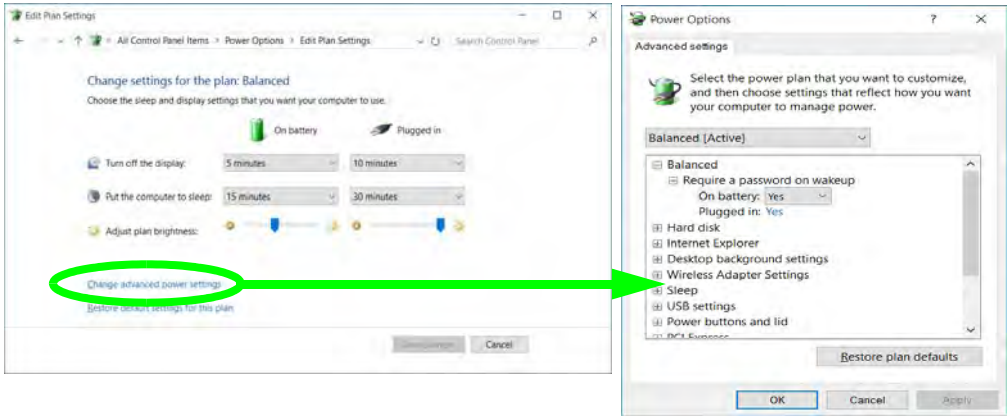 Edit Plan Settings
All Control Panel Items > Power Options > Edit Plan Settings
Search Control Panel
Change settings for the plan: Balanced
Choose the sleep and display settings that you want your computer to use.
On battery Plugged in
Turn off the display: 5 minutes 10 minutes
Put the computer to sleep: 15 minutes 30 minutes
Adjust plan brightness:
Change advanced power settings
Restore default settings for this plan
Cancel
Power Options ?
Advanced settings
Select the power plan that you want to customize,
and then choose settings that reflect how you want
your computer to manage power.
Balanced [Active]
Balanced
Require a password on wakeup
On battery: Yes
Plugged in: Yes
Hard disk
Internet Explorer
Desktop background settings
Wireless Adapter Settings
Sleep
USB settings
Power buttons and lid
PCI Express
Restore plan defaults
OK Cancel Apply